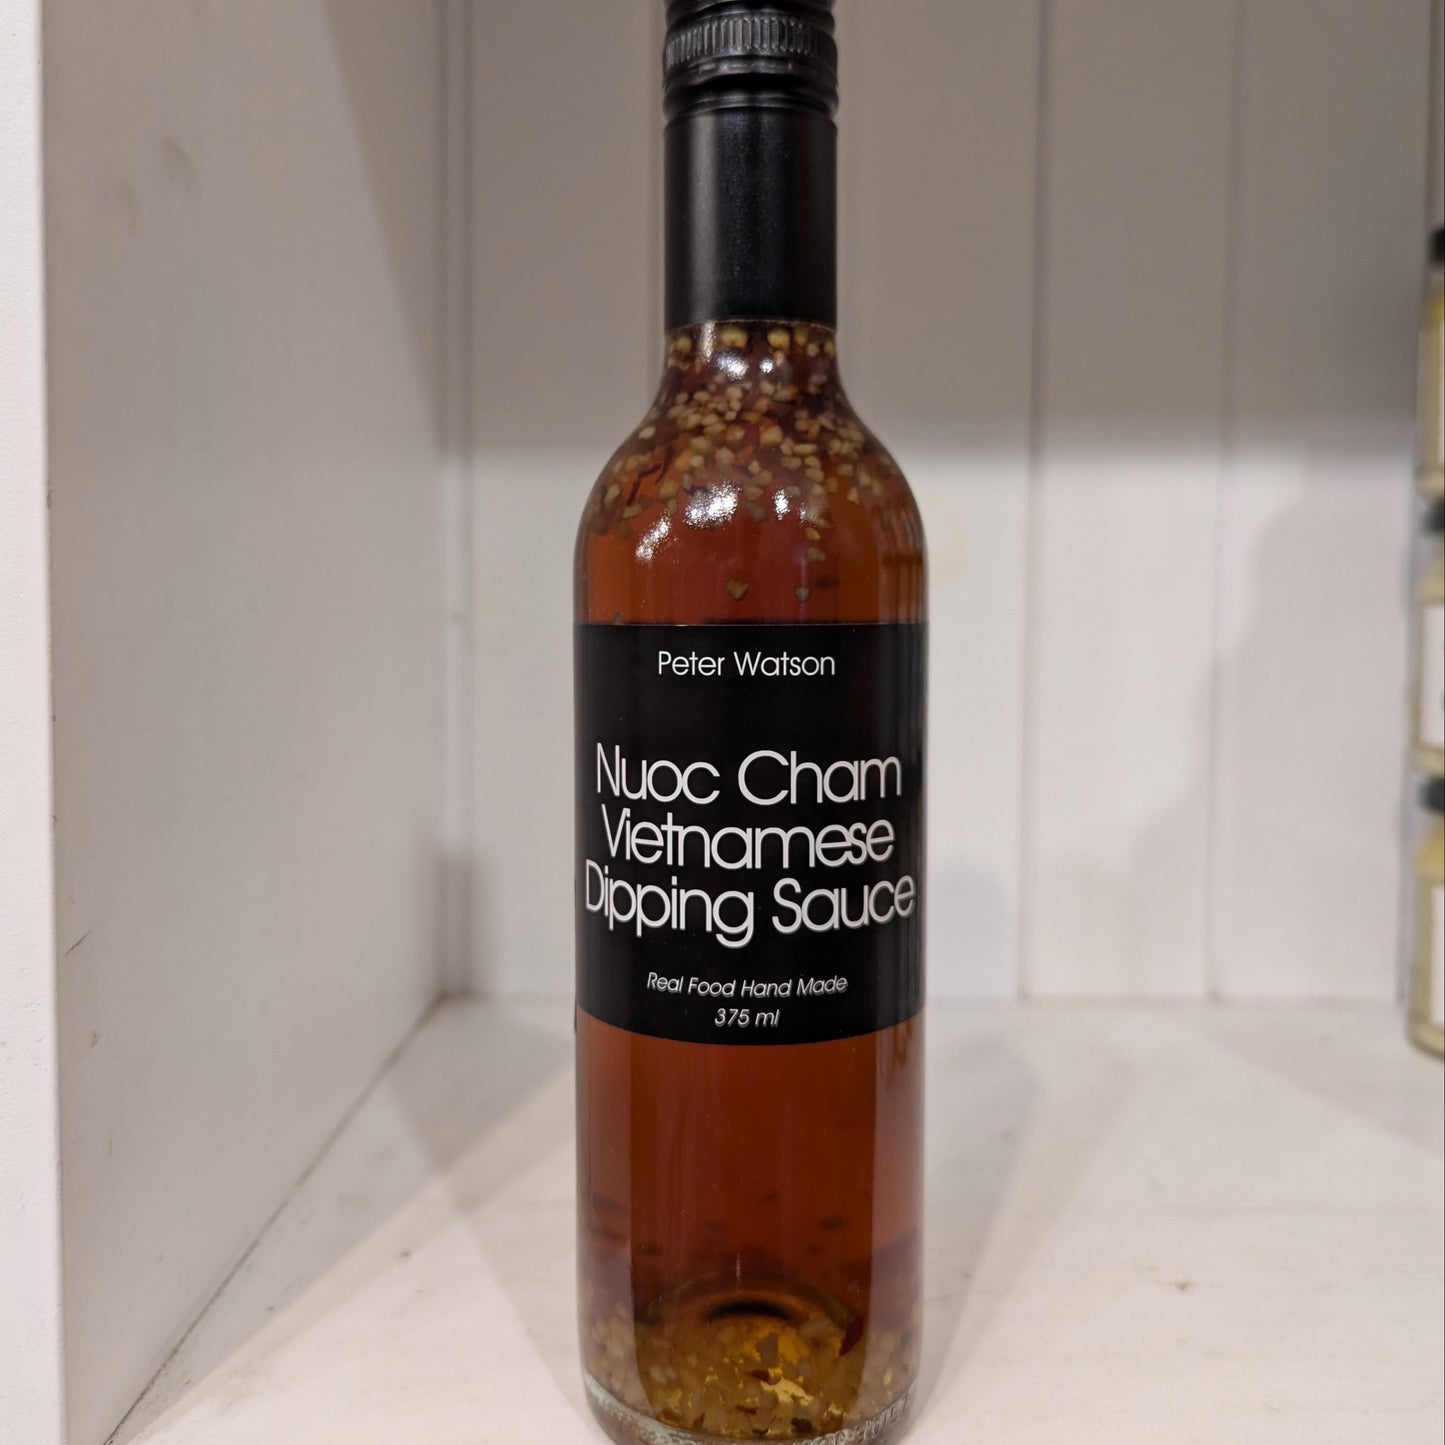 Peter Watson
Nuoc Cham
Vietnamese
Dipping Sauce
Real Food Hand Made
375 ml